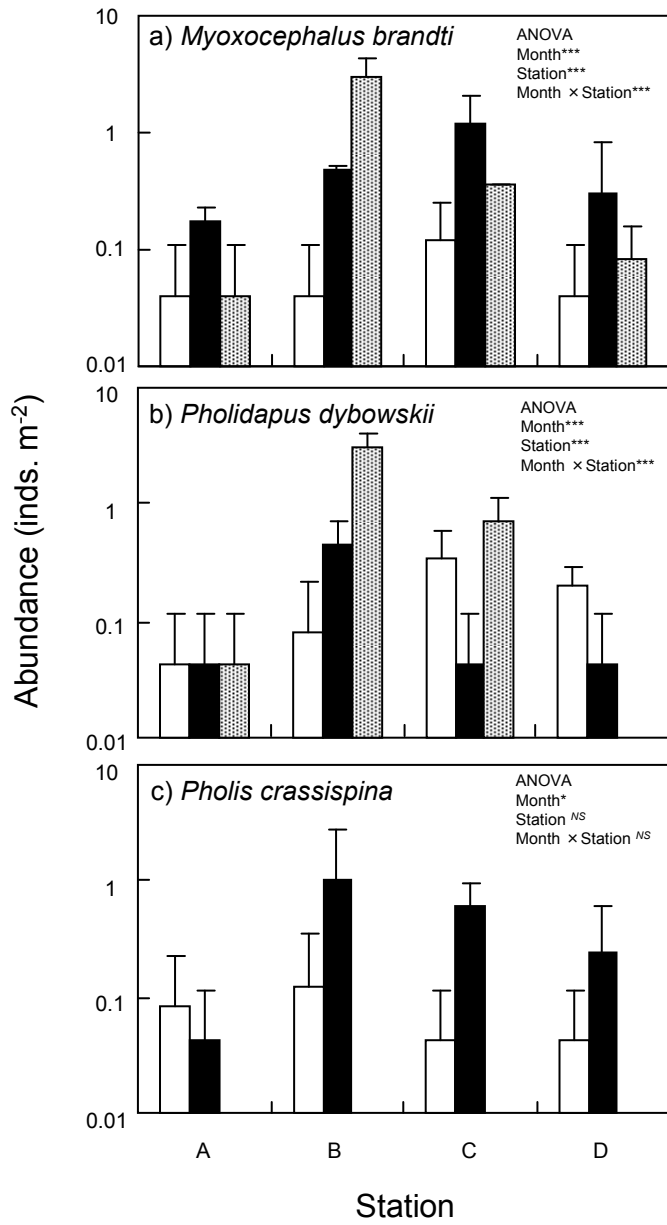 a) Myoxocephalus brandti
ANOVA
Month***
Station***
Month × Station***
10
1
0.1
0.01
b) Pholidapus dybowskii
ANOVA
Month***
Station***
Month × Station***
10
1
0.1
0.01
c) Pholis crassispina
ANOVA
Month*
Station NS
Month × Station NS
10
1
0.1
0.01
Abundance (inds. m-2)
A B C D
Station